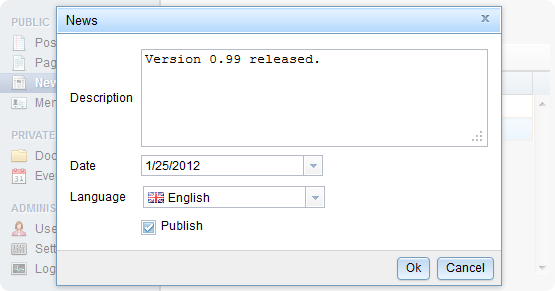 PUBLIC
Pos
Pag
New
Men
PRIVATE
Doc
Eve
ADMINIS
Use
Sett
Log
News
Description
Version 0.99 released.
Date
1/25/2012
Language
English
Publish
Ok
Cancel